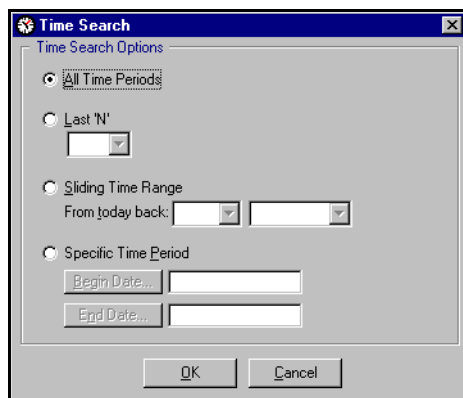 Time Search
Time Search Options
All Time Periods
Last 'N'
Sliding Time Range
From today back:
Specific Time Period
Begin Date...
End Date...
OK Cancel